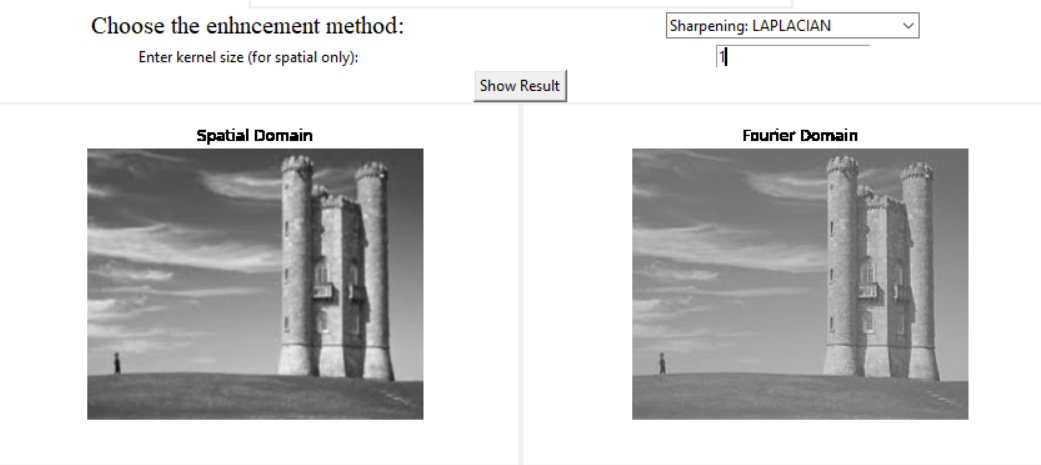 Choose the enhncement method:
Sharpening: LAPLACIAN
Enter kernel size (for spatial only):
1
Show Result
Spatial Domain
Fourier Domain